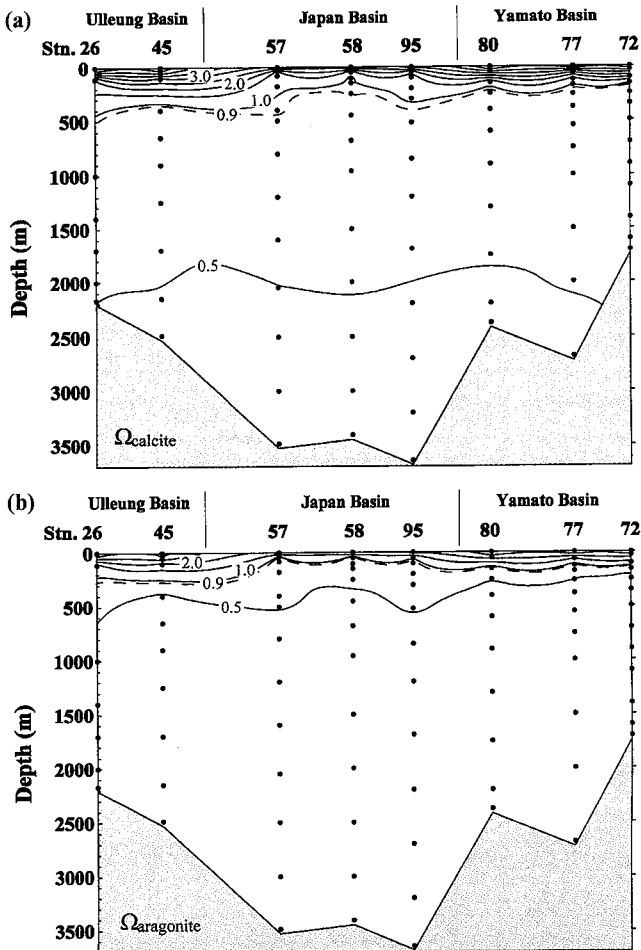 (a)
Ulleung Basin
Japan Basin
Yamato Basin
Stn. 26 45 57 58 95 80 77 72
0
500
1000
1500
2000
2500
3000
3500
Depth (m)
3.0
2.0
1.0
0.9
0.5
Ωcalcite
(b)
Ulleung Basin
Japan Basin
Yamato Basin
Stn. 26 45 57 58 95 80 77 72
0
500
1000
1500
2000
2500
3000
3500
Depth (m)
2.0
1.0
0.9
0.5
Ωaragonite